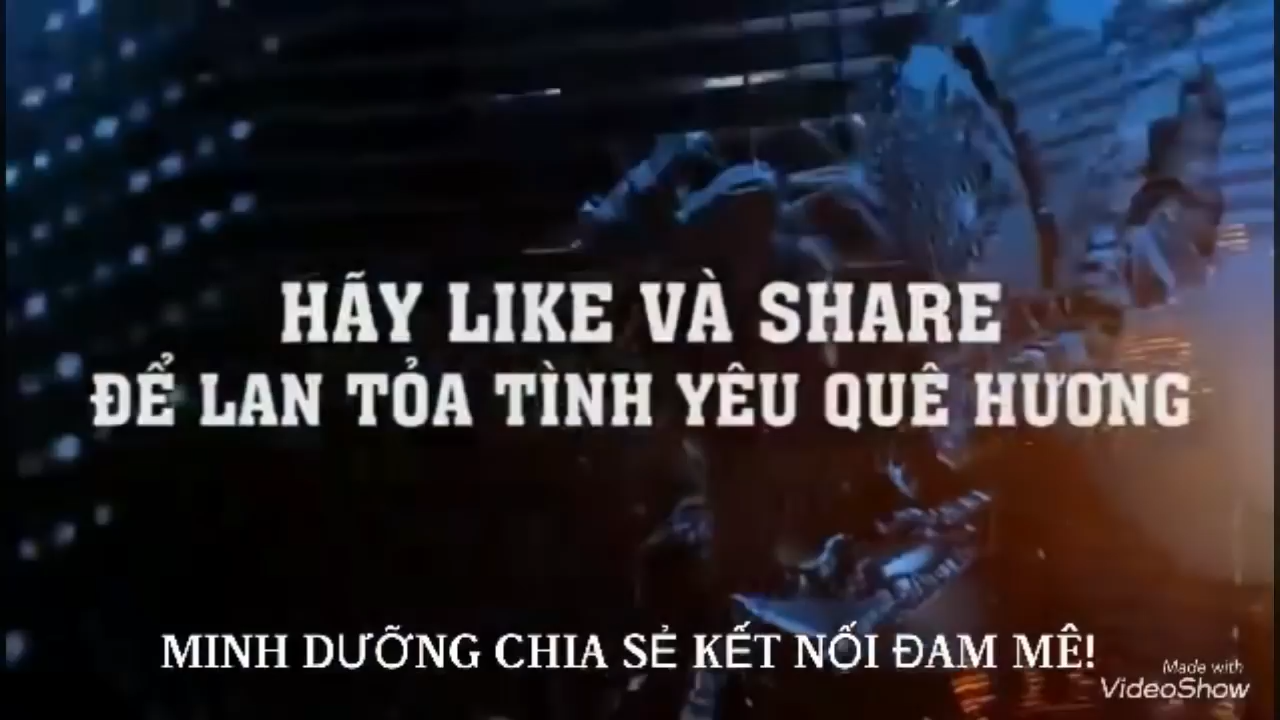 HÃY LIKE VÀ SHARE
ĐỂ LAN TỎA TÌNH YÊU QUÊ HƯƠNG
MINH DƯỠNG CHIA SẺ KẾT NỐI ĐAM MÊ!
Made with
VideoShow